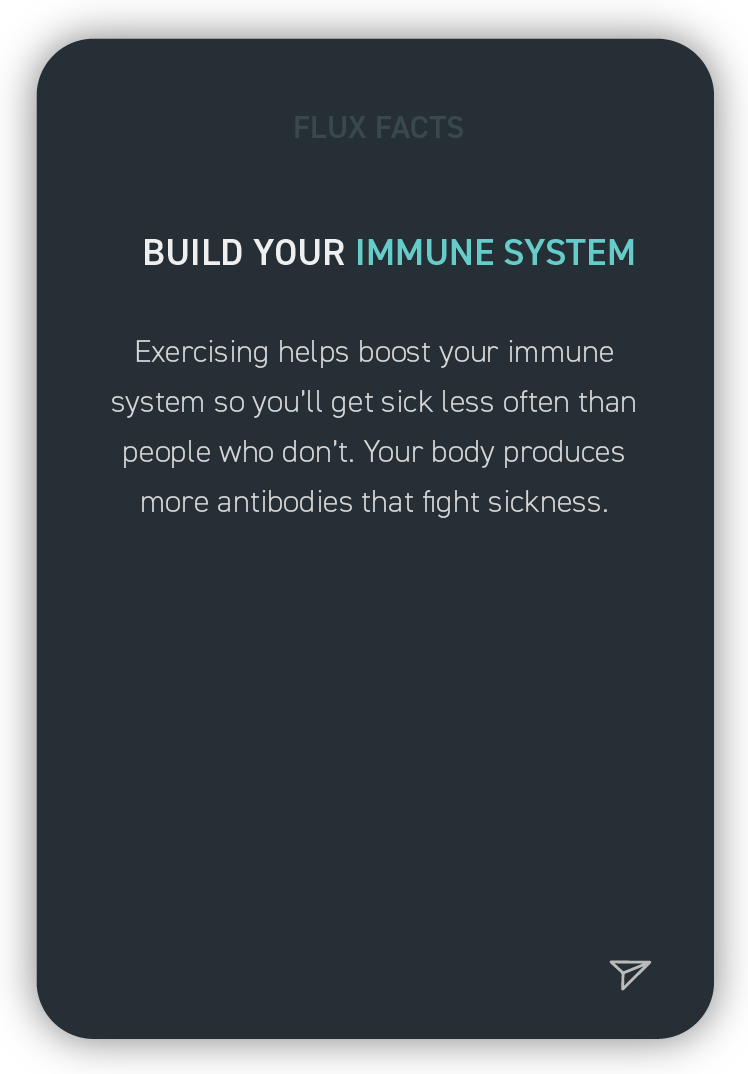 FLUX FACTS
BUILD YOUR IMMUNE SYSTEM
Exercising helps boost your immune
system so you'll get sick less often than
people who don't. Your body produces
more antibodies that fight sickness.